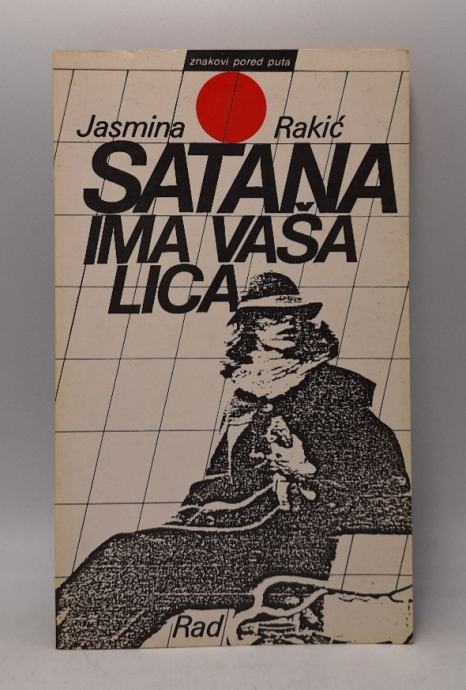 znakovi pored puta
Jasmina Rakić
SATANA
IMA VAŠA
LICA
Rad